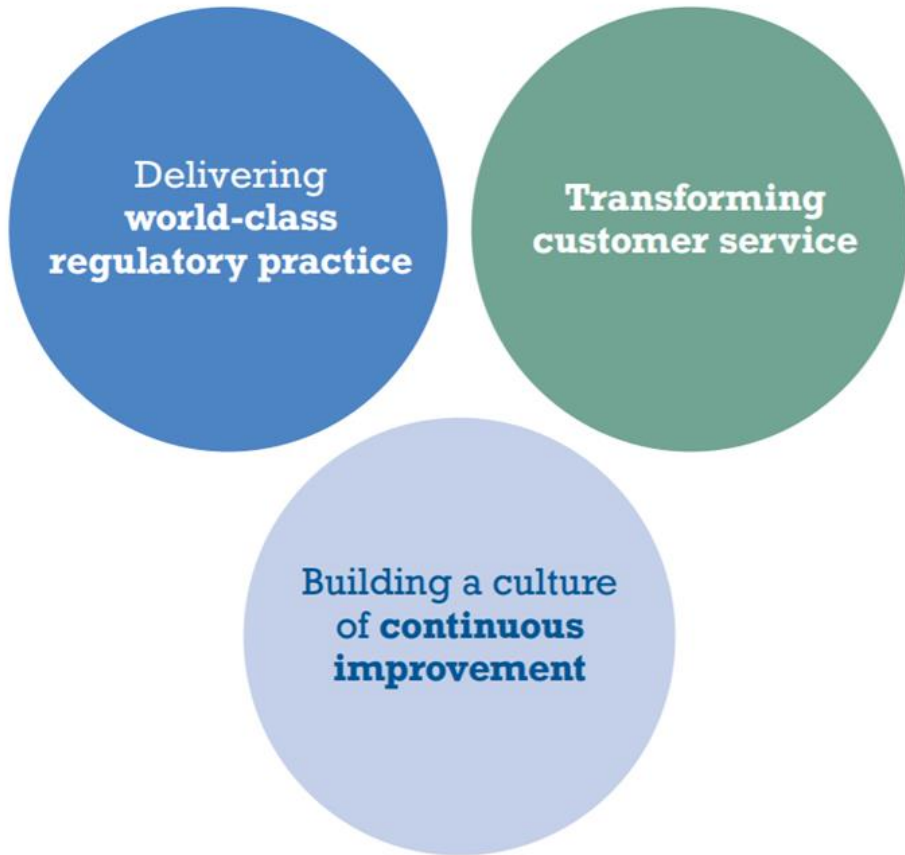 Delivering
world-class
regulatory practice
Transforming
customer service
Building a culture
of continuous
improvement